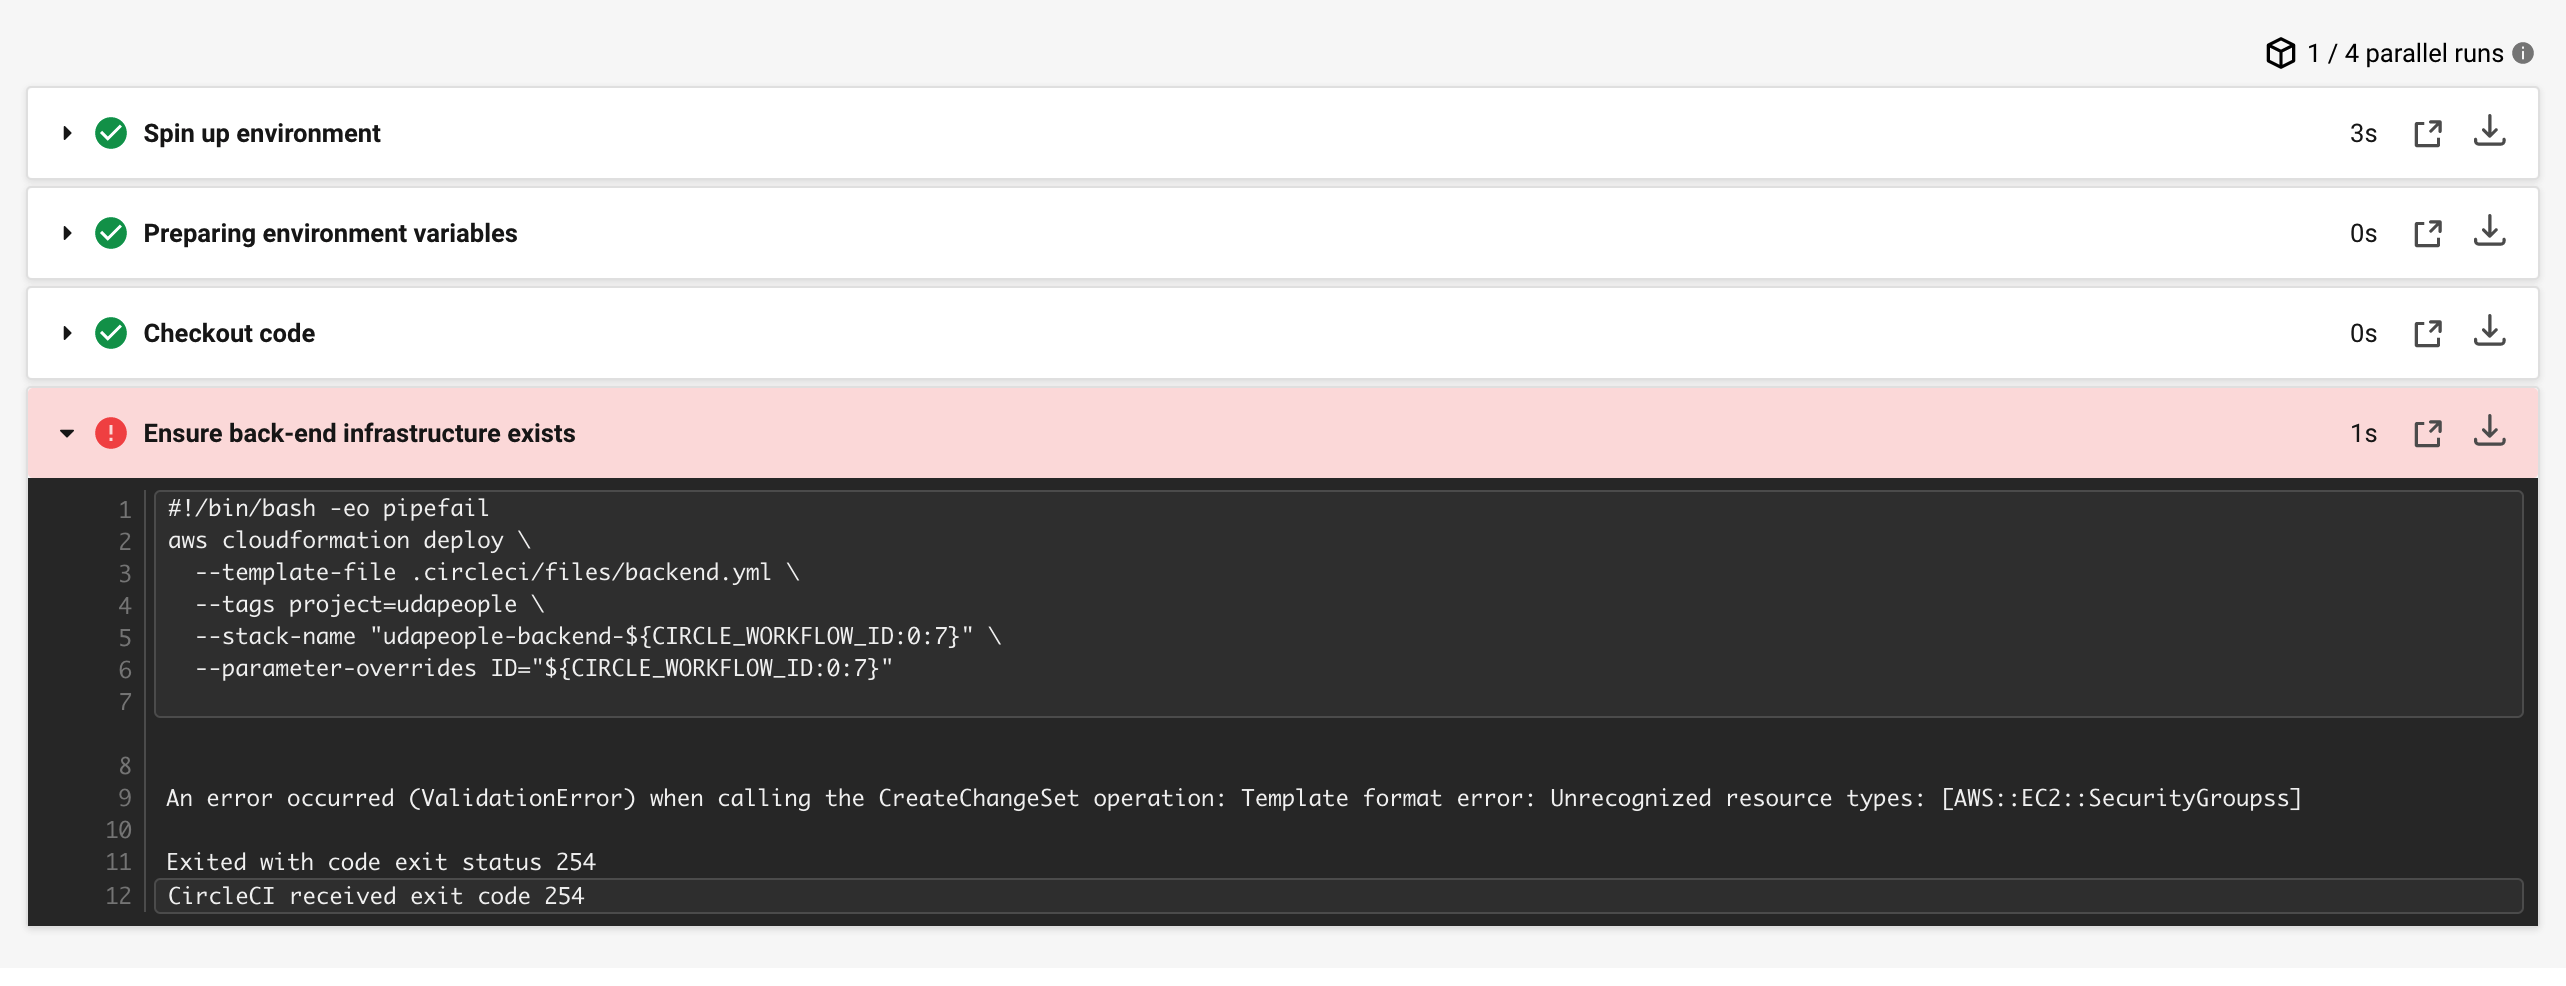 1 / 4 parallel runs
Spin up environment 3s
Preparing environment variables 0s
Checkout code 0s
Ensure back-end infrastructure exists 1s
1 #!/bin/bash -eo pipefail
2 aws cloudformation deploy \
3   --template-file .circleci/files/backend.yml \
4   --tags project=udapeople \
5   --stack-name "udapeople-backend-${CIRCLE_WORKFLOW_ID:0:7}" \
6   --parameter-overrides ID="${CIRCLE_WORKFLOW_ID:0:7}"
7
8
9 An error occurred (ValidationError) when calling the CreateChangeSet operation: Template format error: Unrecognized resource types: [AWS::EC2::SecurityGroupss]
10
11 Exited with code exit status 254
12 CircleCI received exit code 254